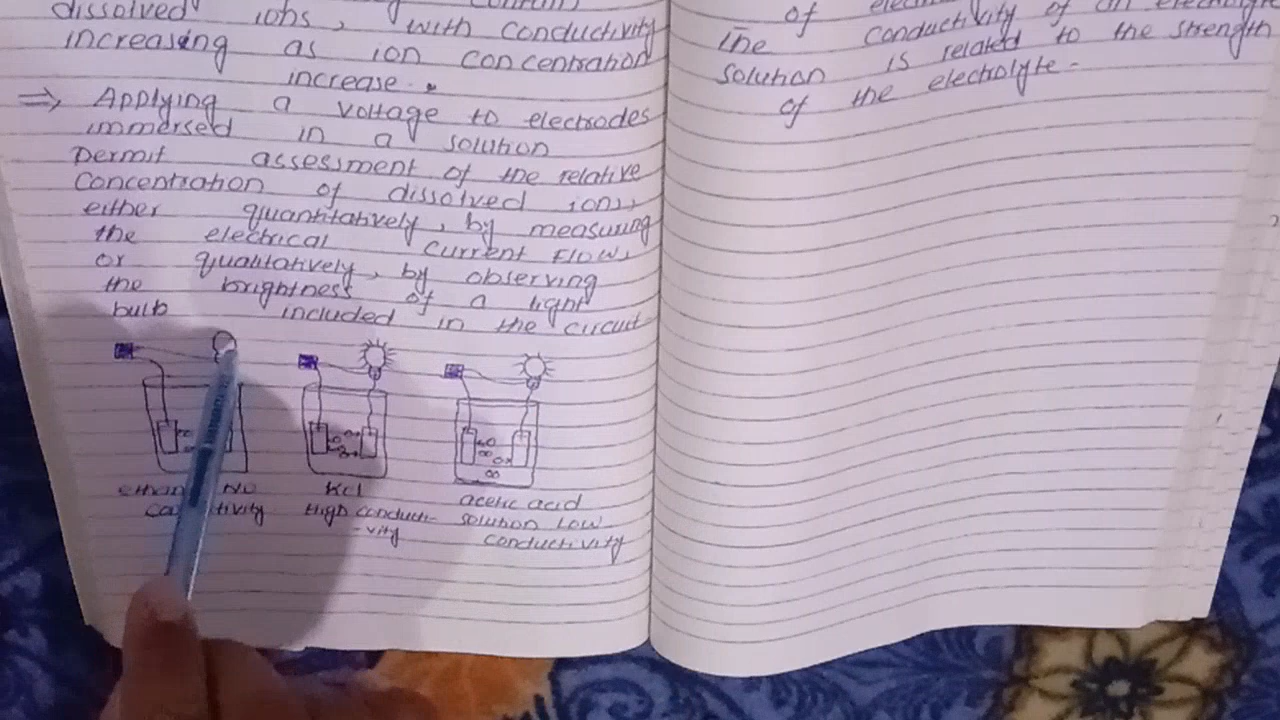 dissolved ions,
with conductivity
increasing as ion concentration
increase.
⇒ Applying a voltage to electrodes
immersed in a solution
permit assessment of the relative
concentration of dissolved ions,
either quantitatively, by measuring
the electrical current flow,
or qualitatively, by observing
the brightness of a light
bulb included in the circuit
No
KCl
High conducti-
-vity
acetic acid
solution Low
conductivity
of
the conductivity of an
solution is related to the strength
of the electrolyte.